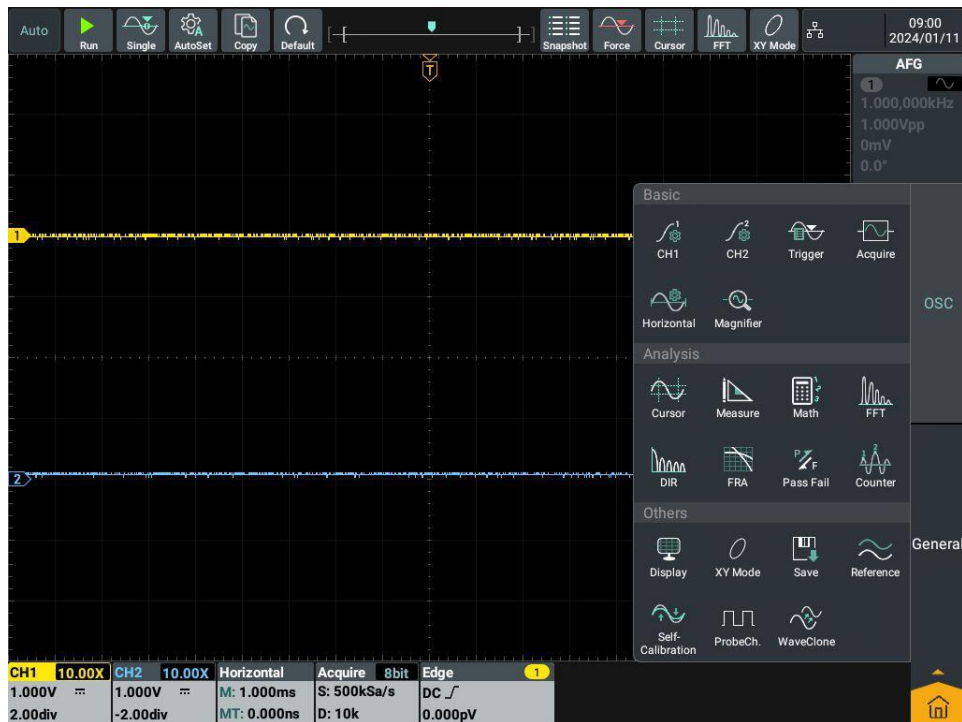 Auto
Run
Single
AutoSet
Copy
Default
Snapshot
Force
Cursor
FFT
XY Mode
09:00
2024/01/11
T
AFG
1
1.000,000kHz
1.000Vpp
0mV
0.0°
1
2
Basic
CH1
CH2
Trigger
Acquire
Horizontal
Magnifier
Analysis
Cursor
Measure
Math
FFT
DIR
FRA
Pass Fail
Counter
Others
Display
XY Mode
Save
Reference
Self-
Calibration
ProbeCh.
WaveClone
OSC
General
CH1 10.00X
1.000V
2.00div
CH2 10.00X
1.000V
-2.00div
Horizontal
M: 1.000ms
MT: 0.000ns
Acquire 8bit
S: 500kSa/s
D: 10k
Edge 1
DC
0.000pV